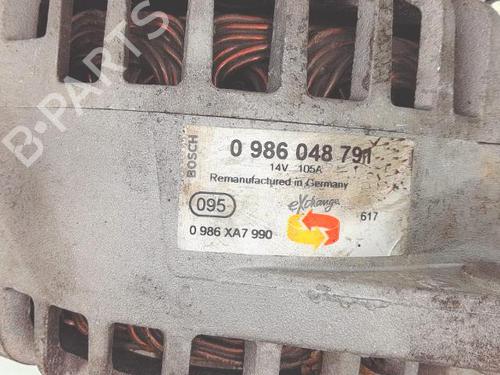 B-PARTS
BOSCH
0 986 048 791
14V 105A
Remanufactured in Germany
095
eXchange
617
0 986 XA7 990